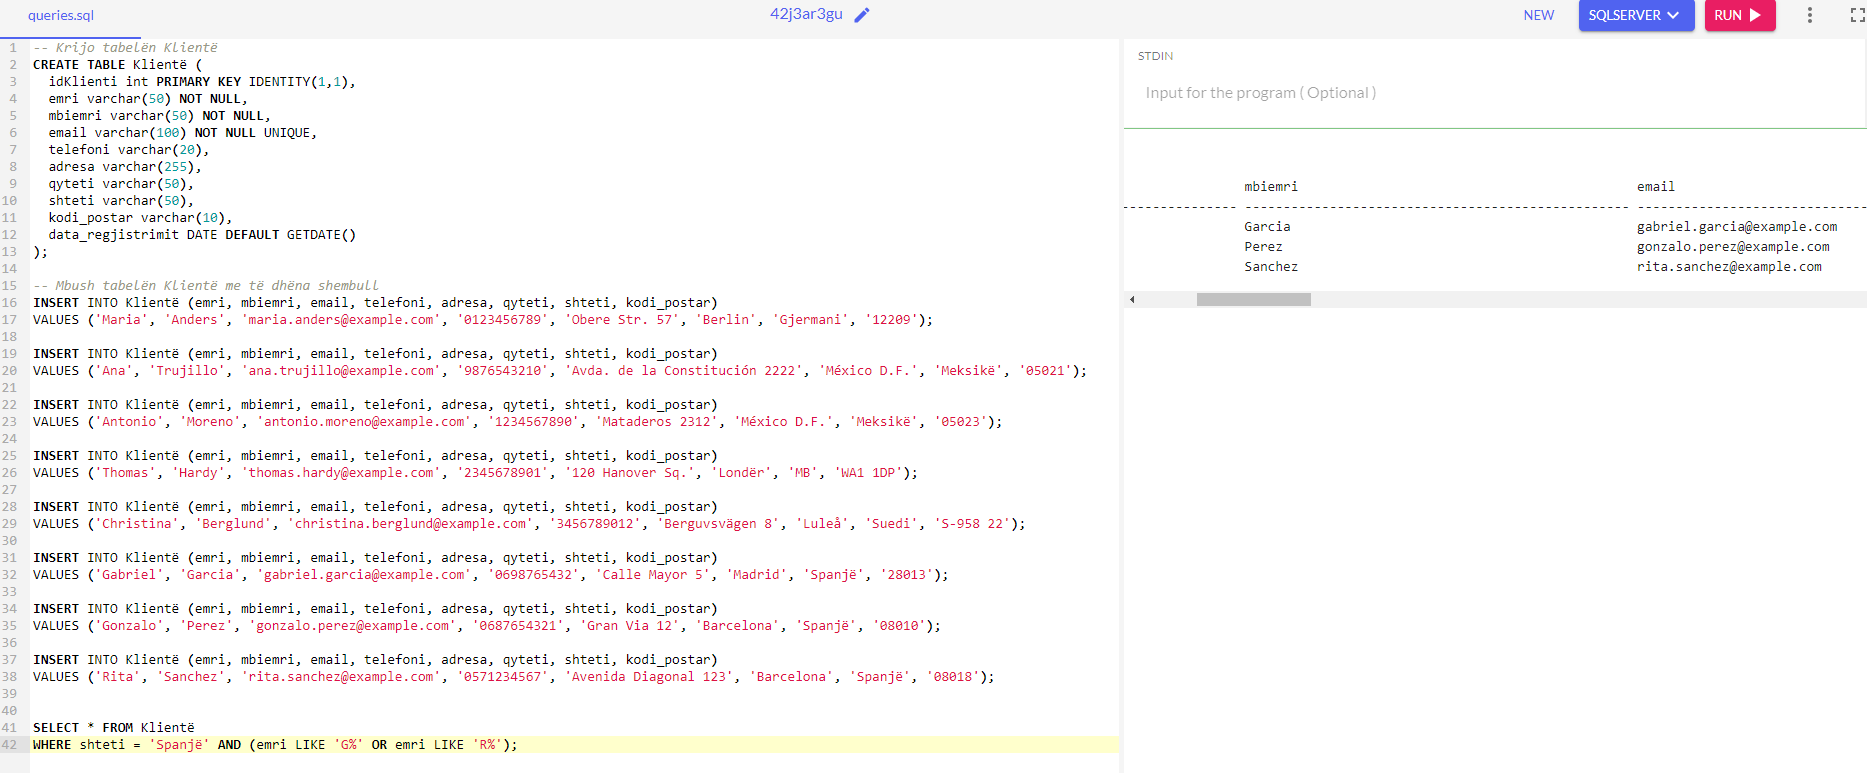 queries.sql
42j3ar3gu
NEW
SQLSERVER
RUN
1 -- Krijo tabelën Klientë
2 CREATE TABLE Klientë (
3 idKlienti int PRIMARY KEY IDENTITY(1,1),
4 emri varchar(50) NOT NULL,
5 mbiemri varchar(50) NOT NULL,
6 email varchar(100) NOT NULL UNIQUE,
7 telefoni varchar(20),
8 adresa varchar(255),
9 qyteti varchar(50),
10 shteti varchar(50),
11 kodi_postar varchar(10),
12 data_regjistrimit DATE DEFAULT GETDATE()
13 );
14
15 -- Mbush tabelën Klientë me të dhëna shembull
16 INSERT INTO Klientë (emri, mbiemri, email, telefoni, adresa, qyteti, shteti, kodi_postar)
17 VALUES ('Maria', 'Anders', 'maria.anders@example.com', '0123456789', 'Obere Str. 57', 'Berlin', 'Gjermani', '12209');
18
19 INSERT INTO Klientë (emri, mbiemri, email, telefoni, adresa, qyteti, shteti, kodi_postar)
20 VALUES ('Ana', 'Trujillo', 'ana.trujillo@example.com', '9876543210', 'Avda. de la Constitución 2222', 'México D.F.', 'Meksikë', '05021');
21
22 INSERT INTO Klientë (emri, mbiemri, email, telefoni, adresa, qyteti, shteti, kodi_postar)
23 VALUES ('Antonio', 'Moreno', 'antonio.moreno@example.com', '1234567890', 'Mataderos 2312', 'México D.F.', 'Meksikë', '05023');
24
25 INSERT INTO Klientë (emri, mbiemri, email, telefoni, adresa, qyteti, shteti, kodi_postar)
26 VALUES ('Thomas', 'Hardy', 'thomas.hardy@example.com', '2345678901', '120 Hanover Sq.', 'Londër', 'MB', 'WA1 1DP');
27
28 INSERT INTO Klientë (emri, mbiemri, email, telefoni, adresa, qyteti, shteti, kodi_postar)
29 VALUES ('Christina', 'Berglund', 'christina.berglund@example.com', '3456789012', 'Berguvsvägen 8', 'Luleå', 'Suedi', 'S-958 22');
30
31 INSERT INTO Klientë (emri, mbiemri, email, telefoni, adresa, qyteti, shteti, kodi_postar)
32 VALUES ('Gabriel', 'Garcia', 'gabriel.garcia@example.com', '0698765432', 'Calle Mayor 5', 'Madrid', 'Spanjë', '28013');
33
34 INSERT INTO Klientë (emri, mbiemri, email, telefoni, adresa, qyteti, shteti, kodi_postar)
35 VALUES ('Gonzalo', 'Perez', 'gonzalo.perez@example.com', '0687654321', 'Gran Via 12', 'Barcelona', 'Spanjë', '08010');
36
37 INSERT INTO Klientë (emri, mbiemri, email, telefoni, adresa, qyteti, shteti, kodi_postar)
38 VALUES ('Rita', 'Sanchez', 'rita.sanchez@example.com', '0571234567', 'Avenida Diagonal 123', 'Barcelona', 'Spanjë', '08018');
39
40
41 SELECT * FROM Klientë
42 WHERE shteti = 'Spanjë' AND (emri LIKE 'G%' OR emri LIKE 'R%');
STDIN
Input for the program ( Optional )
mbiemri email
Garcia gabriel.garcia@example.com
Perez gonzalo.perez@example.com
Sanchez rita.sanchez@example.com